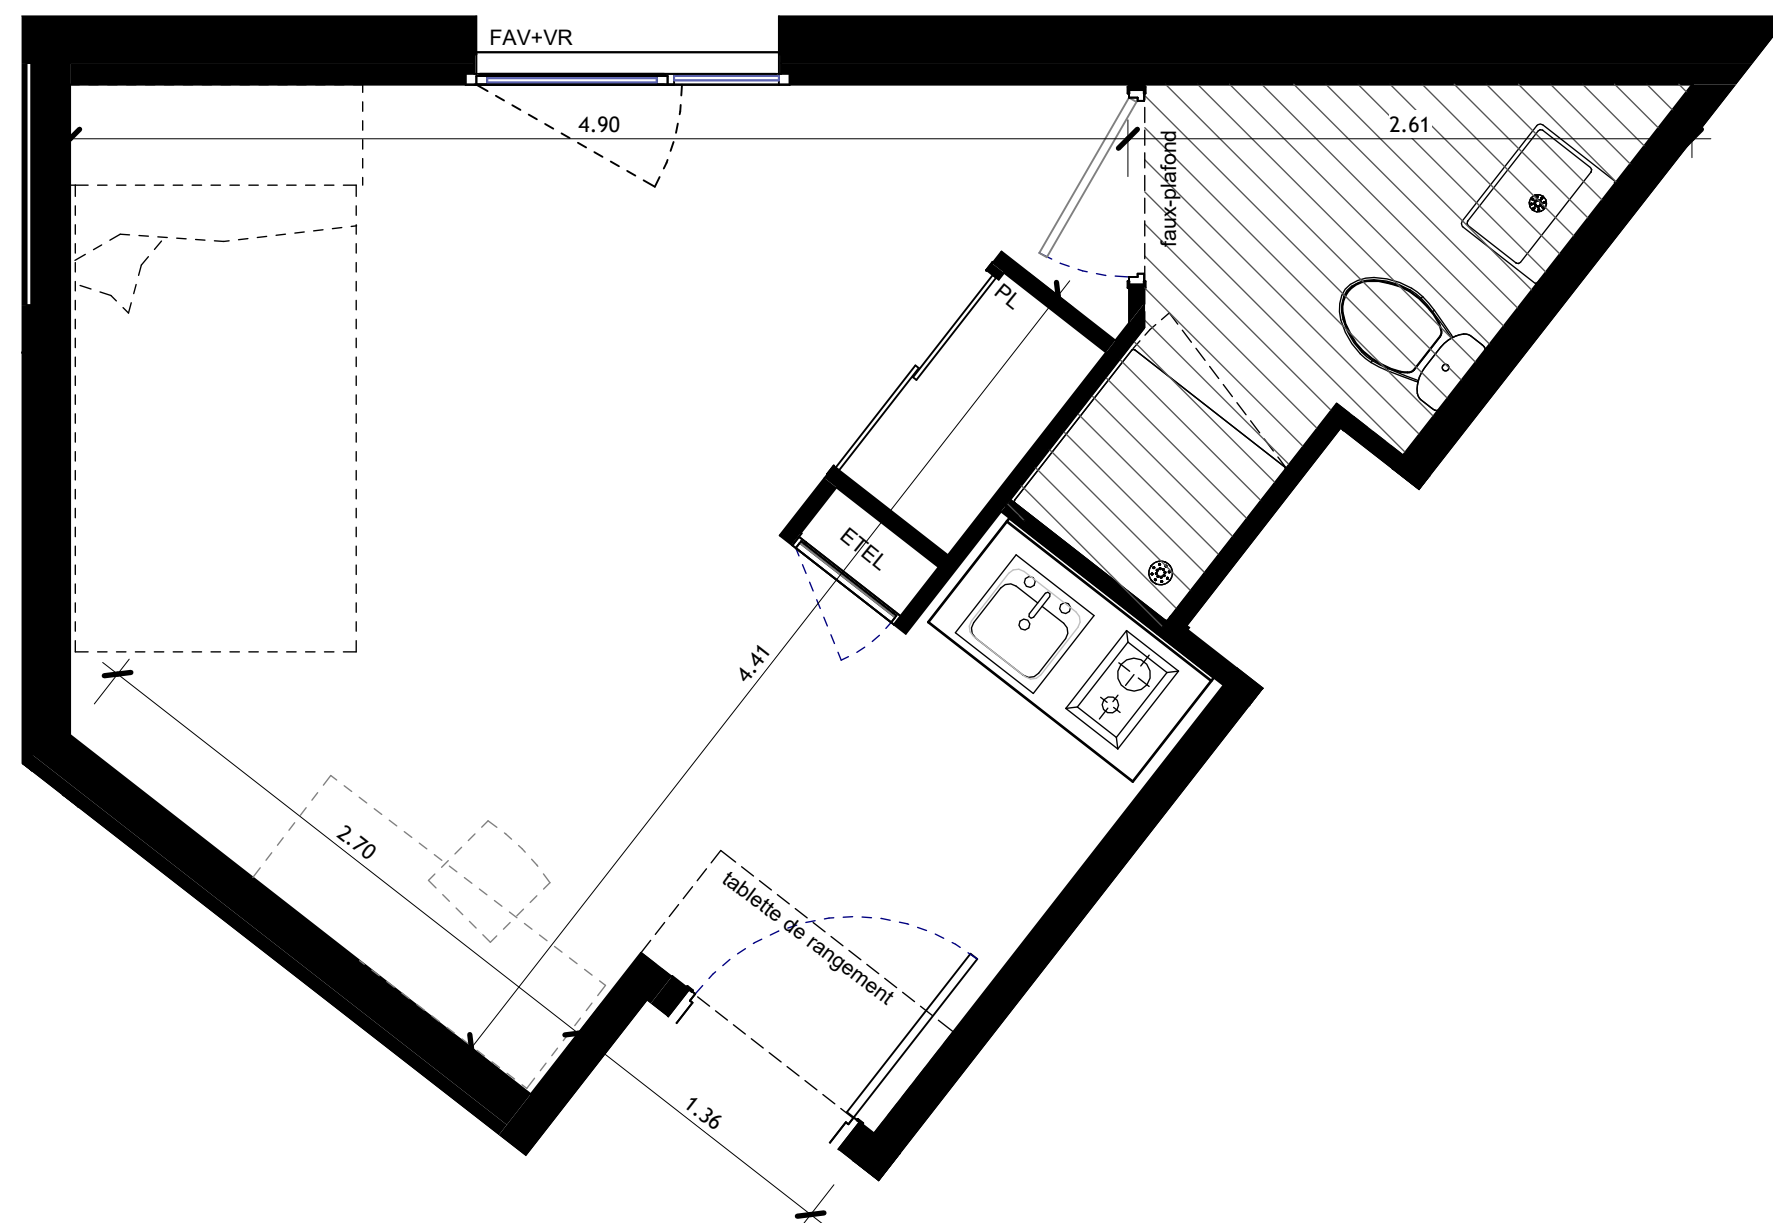 FAV+VR
4.90
2.61
faux-plafond
PL
ETEL
4.41
2.70
tablette de rangement
1.36